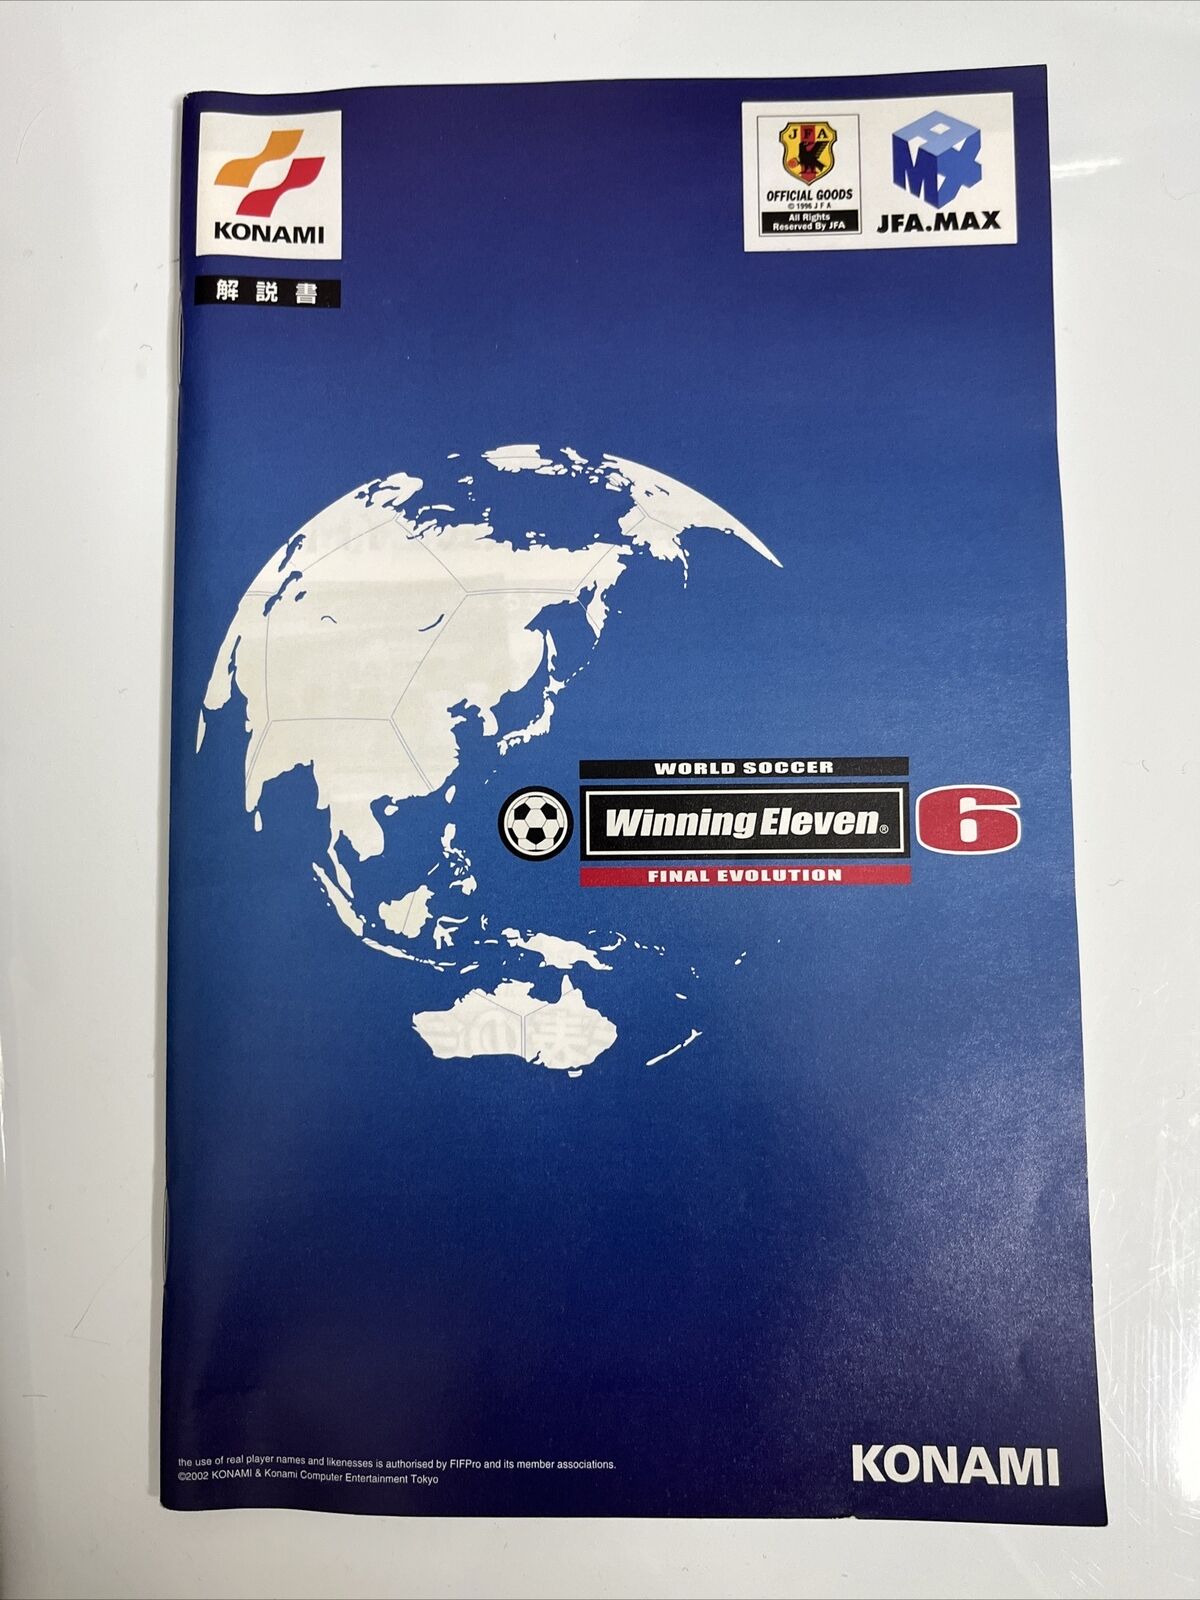 KONAMI
解説書
JFA
OFFICIAL GOODS
© 1996 J F A
All Rights
Reserved By JFA
MAX
JFA.MAX
WORLD SOCCER
Winning Eleven®
6
FINAL EVOLUTION
the use of real player names and likenesses is authorised by FIFPro and its member associations.
©2002 KONAMI & Konami Computer Entertainment Tokyo
KONAMI